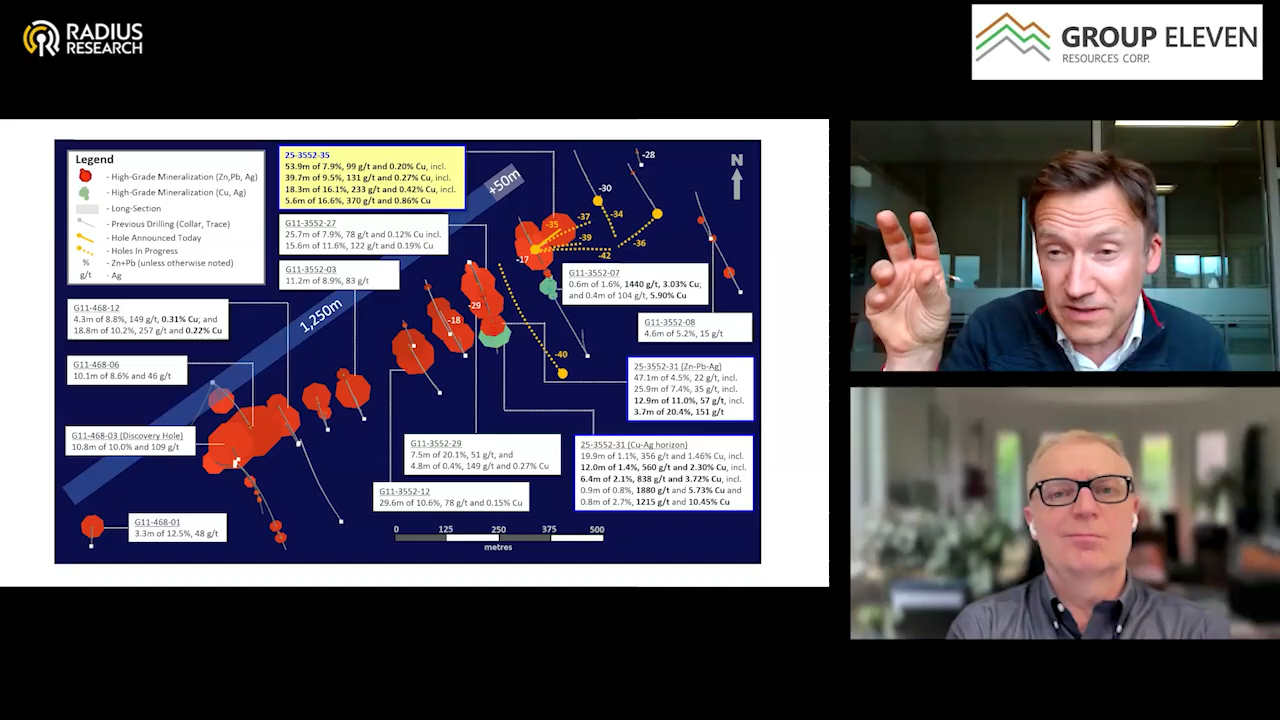 RADIUS
RESEARCH
GROUP ELEVEN
RESOURCES CORP.
Legend
- High-Grade Mineralization (Zn,Pb, Ag)
- High-Grade Mineralization (Cu, Ag)
- Long-Section
- Previous Drilling (Collar, Trace)
- Hole Announced Today
- Holes In Progress
% - Zn+Pb (unless otherwise noted)
g/t - Ag
25-3552-35
53.9m of 7.9%, 99 g/t and 0.20% Cu, incl.
39.7m of 9.5%, 131 g/t and 0.27% Cu, incl.
18.3m of 16.1%, 233 g/t and 0.42% Cu, incl.
5.6m of 16.6%, 370 g/t and 0.86% Cu
G11-3552-27
25.7m of 7.9%, 78 g/t and 0.12% Cu incl.
15.6m of 11.6%, 122 g/t and 0.19% Cu
G11-3552-03
11.2m of 8.9%, 83 g/t
+50m
1,250m
N
-28
-30
-37
-34
-35
-39
-36
-42
-17
-29
-18
-40
G11-3552-07
0.6m of 1.6%, 1440 g/t, 3.03% Cu;
and 0.4m of 104 g/t, 5.90% Cu
G11-3552-08
4.6m of 5.2%, 15 g/t
G11-468-12
4.3m of 8.8%, 149 g/t, 0.31% Cu; and
18.8m of 10.2%, 257 g/t and 0.22% Cu
G11-468-06
10.1m of 8.6% and 46 g/t
G11-468-03 (Discovery Hole)
10.8m of 10.0% and 109 g/t
G11-468-01
3.3m of 12.5%, 48 g/t
25-3552-31 (Zn-Pb-Ag)
47.1m of 4.5%, 22 g/t, incl.
25.9m of 7.4%, 35 g/t, incl.
12.9m of 11.0%, 57 g/t, incl.
3.7m of 20.4%, 151 g/t
25-3552-31 (Cu-Ag horizon)
19.9m of 1.1%, 356 g/t and 1.46% Cu, incl.
12.0m of 1.4%, 560 g/t and 2.30% Cu, incl.
6.4m of 2.1%, 838 g/t and 3.72% Cu, incl.
0.9m of 0.8%, 1880 g/t and 5.73% Cu and
0.8m of 2.7%, 1215 g/t and 10.45% Cu
G11-3552-29
7.5m of 20.1%, 51 g/t, and
4.8m of 0.4%, 149 g/t and 0.27% Cu
G11-3552-12
29.6m of 10.6%, 78 g/t and 0.15% Cu
0 125 250 375 500
metres